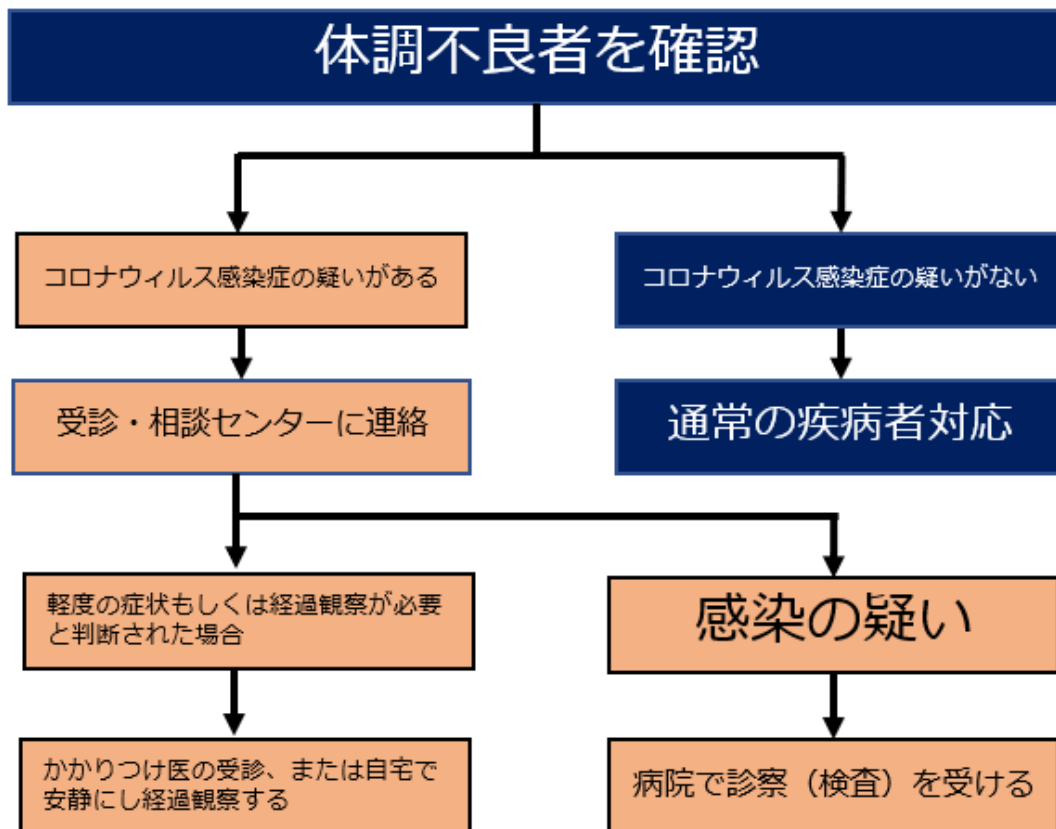 体調不良者を確認
コロナウィルス感染症の疑いがある
コロナウィルス感染症の疑いがない
受診・相談センターに連絡
通常の疾病者対応
軽度の症状もしくは経過観察が必要
と判断された場合
感染の疑い
かかりつけ医の受診、または自宅で
安静にし経過観察する
病院で診察（検査）を受ける